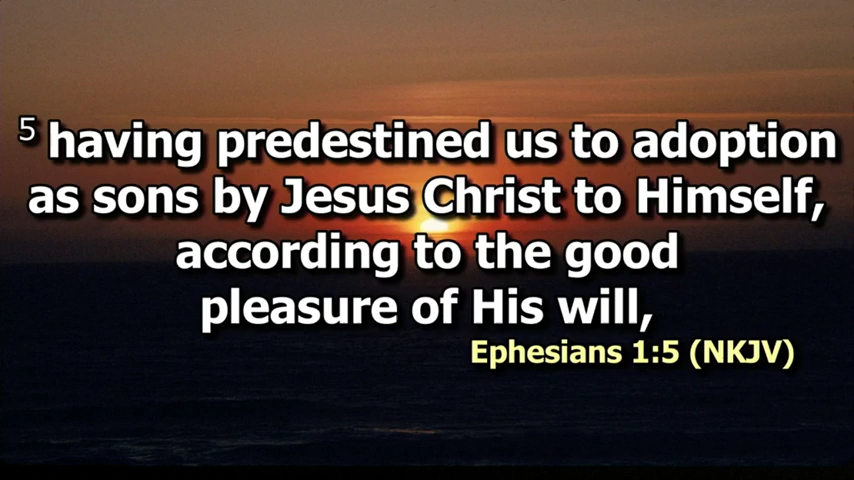 5 having predestined us to adoption
as sons by Jesus Christ to Himself,
according to the good
pleasure of His will,
Ephesians 1:5 (NKJV)